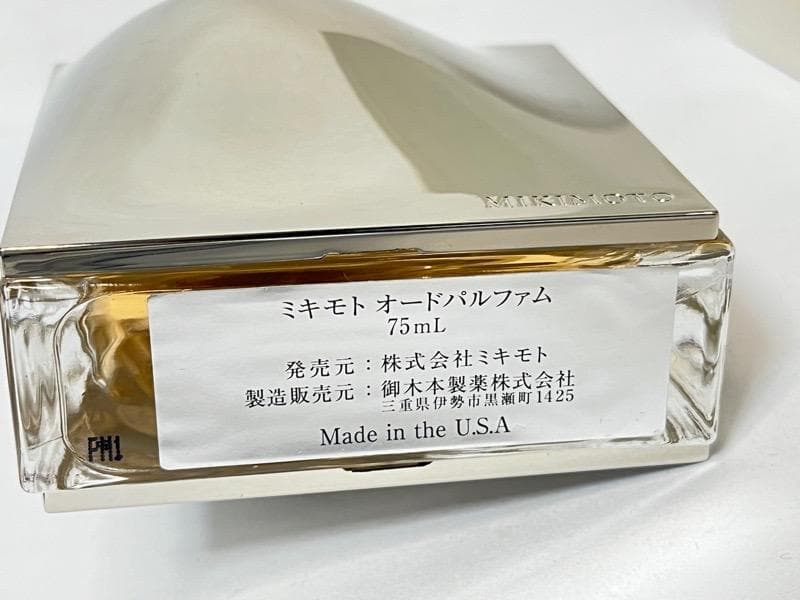 MIKIMOTO
ミキモト オードパルファム
75mL
発売元：株式会社ミキモト
製造販売元：御木本製薬株式会社
三重県伊勢市黒瀬町1425
Made in the U.S.A
PM1